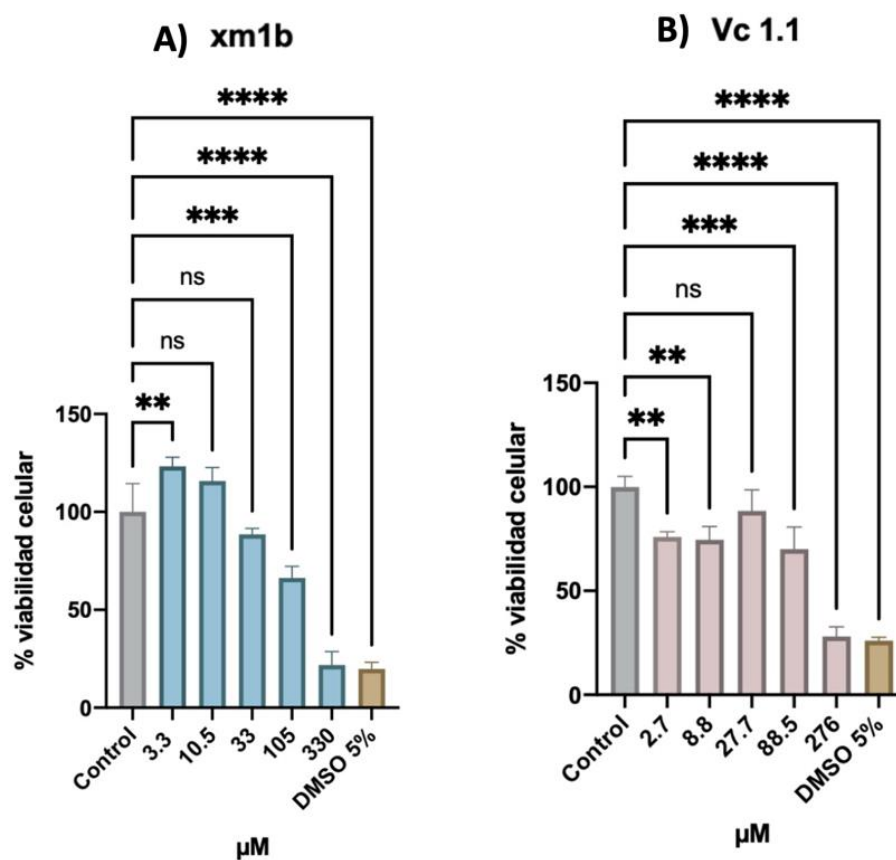 A) xm1b
****
****
***
ns
ns
**
150
100
50
0
% viabilidad celular
Control
3.3
10.5
33
105
330
DMSO 5%
µM
B) Vc 1.1
****
****
***
ns
**
**
150
100
50
0
% viabilidad celular
Control
2.7
8.8
27.7
88.5
276
DMSO 5%
µM